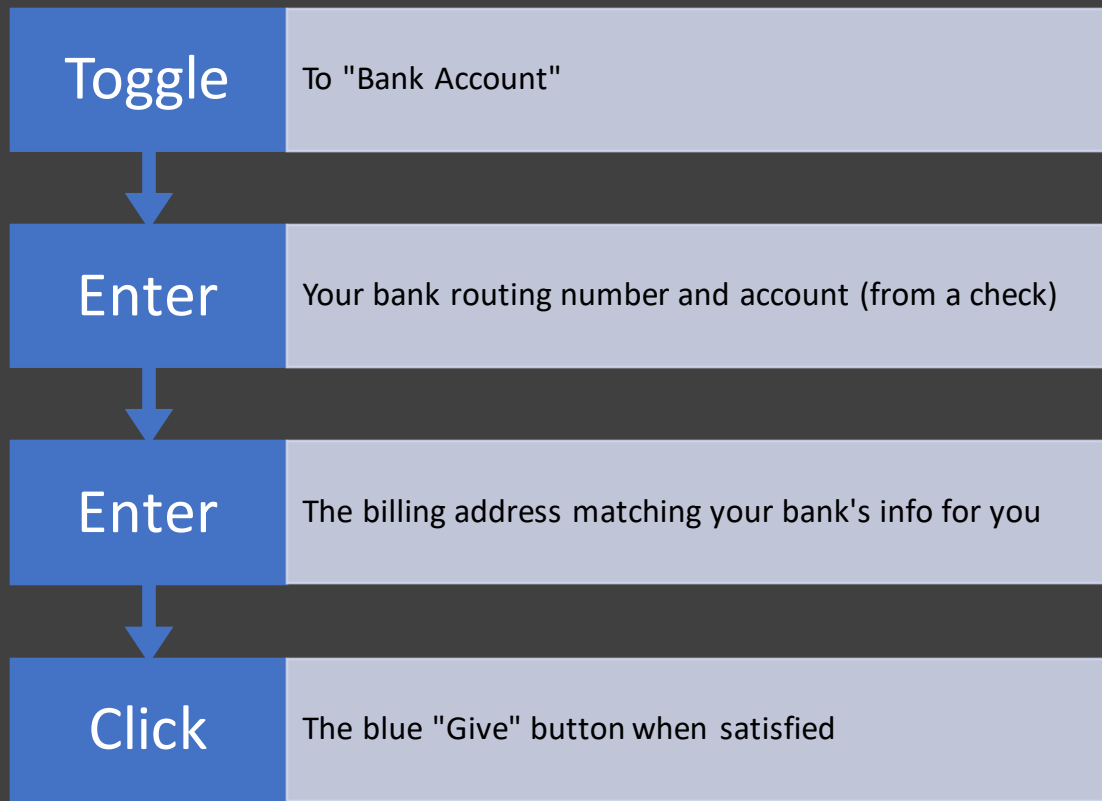 Toggle
To "Bank Account"
Enter
Your bank routing number and account (from a check)
Enter
The billing address matching your bank's info for you
Click
The blue "Give" button when satisfied